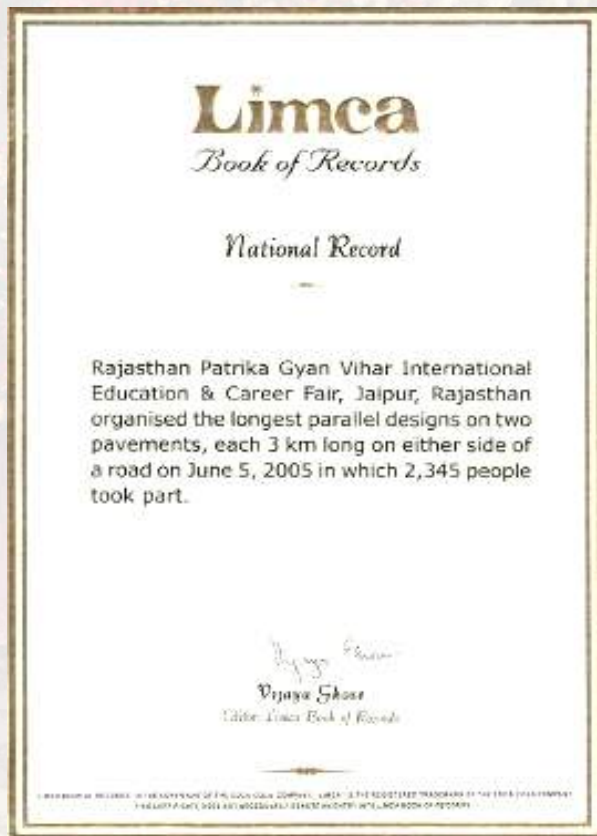 Limca
Book of Records
National Record
Rajasthan Patrika Gyan Vihar International
Education & Career Fair, Jaipur, Rajasthan
organised the longest parallel designs on two
pavements, each 3 km long on either side of
a road on June 5, 2005 in which 2,345 people
took part.
Vijaya Ghose
Editor: Limca Book of Records